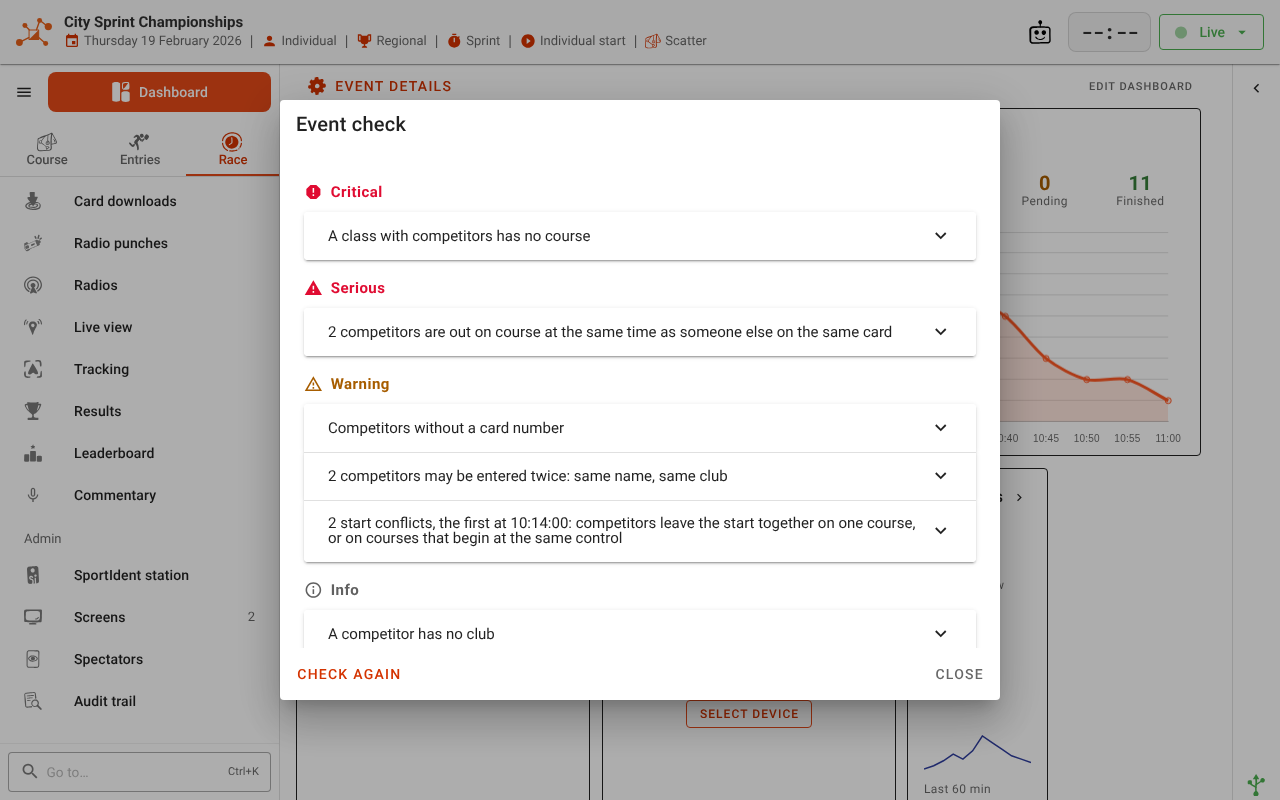 City Sprint Championships
Thursday 19 February 2026 | Individual | Regional | Sprint | Individual start | Scatter
--:--
Live
Dashboard
EVENT DETAILS
EDIT DASHBOARD
Course
Entries
Race
Card downloads
Radio punches
Radios
Live view
Tracking
Results
Leaderboard
Commentary
Admin
SportIdent station
Screens 2
Spectators
Audit trail
Go to... Ctrl+K
Event check
Critical
A class with competitors has no course
Serious
2 competitors are out on course at the same time as someone else on the same card
Warning
Competitors without a card number
2 competitors may be entered twice: same name, same club
2 start conflicts, the first at 10:14:00: competitors leave the start together on one course,
or on courses that begin at the same control
Info
A competitor has no club
CHECK AGAIN
CLOSE
0
Pending
11
Finished
10:45 10:50 10:55 11:00
SELECT DEVICE
Last 60 min